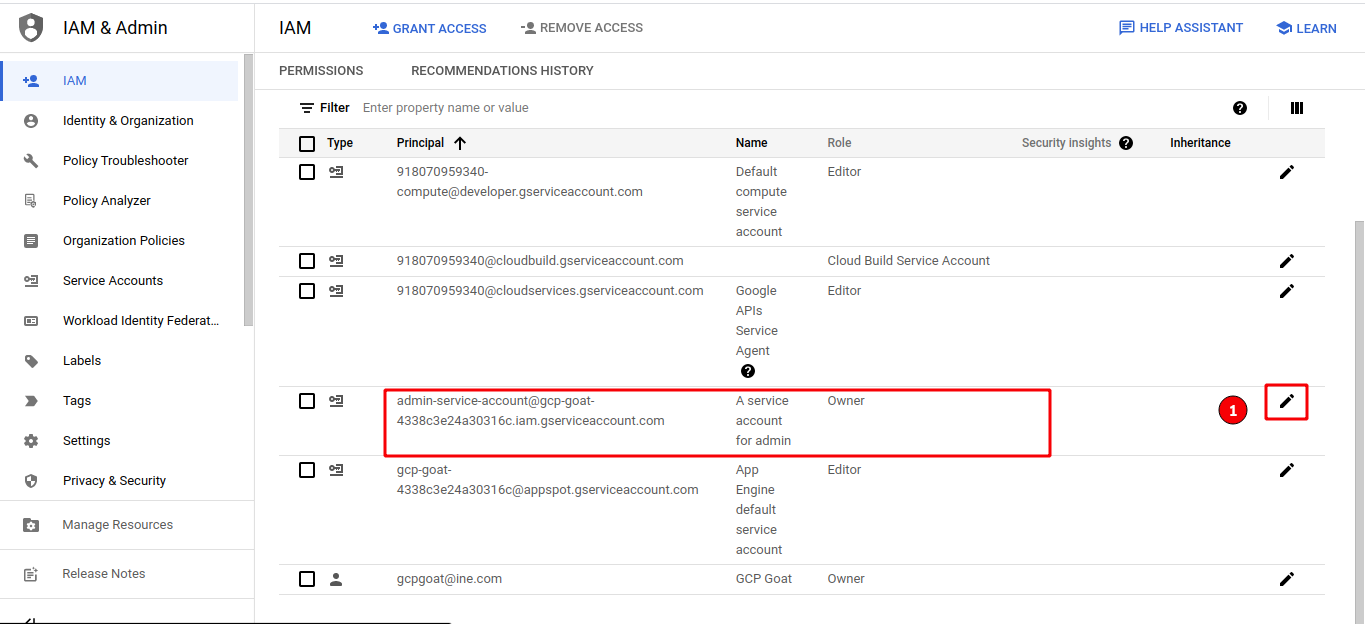 IAM & Admin
IAM
GRANT ACCESS
REMOVE ACCESS
HELP ASSISTANT
LEARN
IAM
Identity & Organization
Policy Troubleshooter
Policy Analyzer
Organization Policies
Service Accounts
Workload Identity Federat...
Labels
Tags
Settings
Privacy & Security
Manage Resources
Release Notes
PERMISSIONS
RECOMMENDATIONS HISTORY
Filter
Enter property name or value
Type
Principal
Name
Role
Security insights
Inheritance
918070959340-
compute@developer.gserviceaccount.com
Default
compute
service
account
Editor
918070959340@cloudbuild.gserviceaccount.com
Cloud Build Service Account
918070959340@cloudservices.gserviceaccount.com
Google
APIs
Service
Agent
Editor
admin-service-account@gcp-goat-
4338c3e24a30316c.iam.gserviceaccount.com
A service
account
for admin
Owner
1
gcp-goat-
4338c3e24a30316c@appspot.gserviceaccount.com
App
Engine
default
service
account
Editor
gcpgoat@ine.com
GCP Goat
Owner